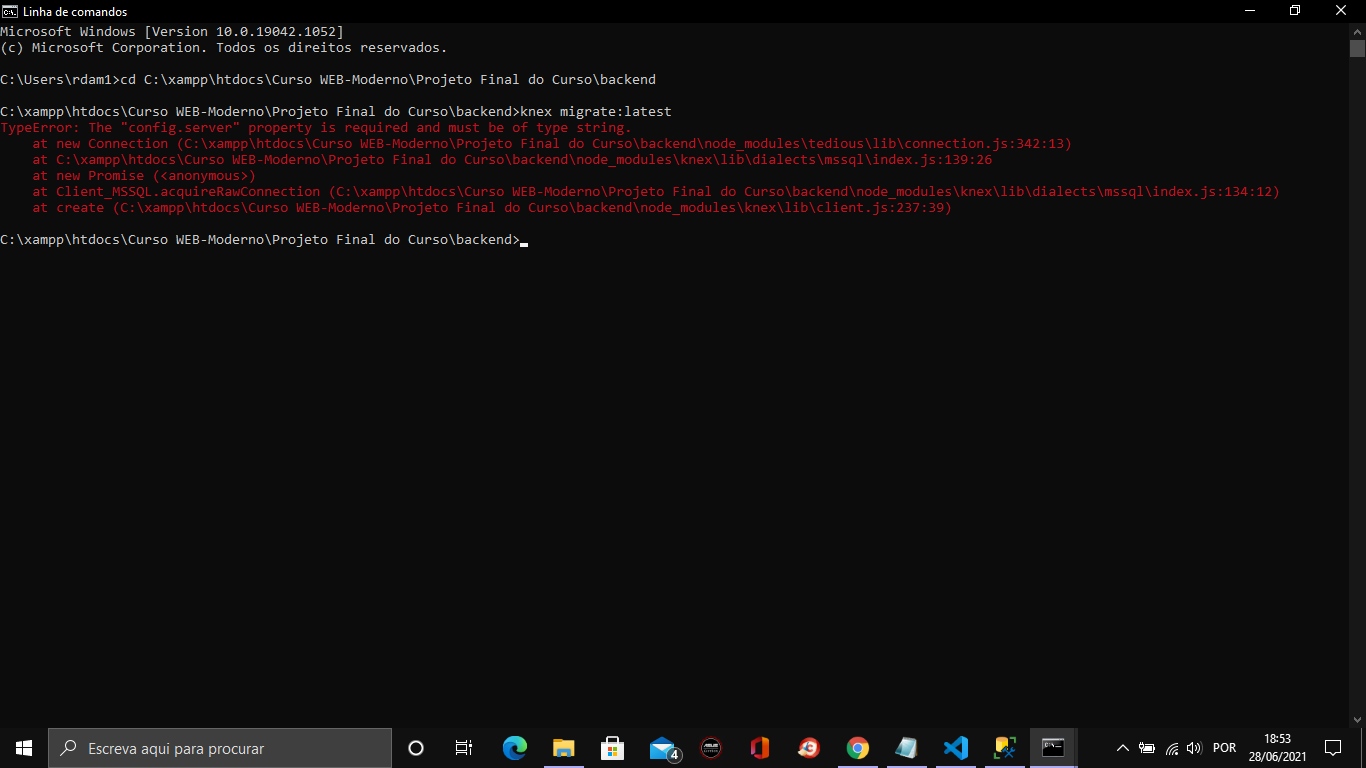 Linha de comandos
Microsoft Windows [Version 10.0.19042.1052]
(c) Microsoft Corporation. Todos os direitos reservados.
C:\Users\rdam1>cd C:\xampp\htdocs\Curso WEB-Moderno\Projeto Final do Curso\backend
C:\xampp\htdocs\Curso WEB-Moderno\Projeto Final do Curso\backend>knex migrate:latest
TypeError: The "config.server" property is required and must be of type string.
    at new Connection (C:\xampp\htdocs\Curso WEB-Moderno\Projeto Final do Curso\backend\node_modules\tedious\lib\connection.js:342:13)
    at C:\xampp\htdocs\Curso WEB-Moderno\Projeto Final do Curso\backend\node_modules\knex\lib\dialects\mssql\index.js:139:26
    at new Promise (<anonymous>)
    at Client_MSSQL.acquireRawConnection (C:\xampp\htdocs\Curso WEB-Moderno\Projeto Final do Curso\backend\node_modules\knex\lib\dialects\mssql\index.js:134:12)
    at create (C:\xampp\htdocs\Curso WEB-Moderno\Projeto Final do Curso\backend\node_modules\knex\lib\client.js:237:39)
C:\xampp\htdocs\Curso WEB-Moderno\Projeto Final do Curso\backend>
Escreva aqui para procurar
4
POR
18:53
28/06/2021